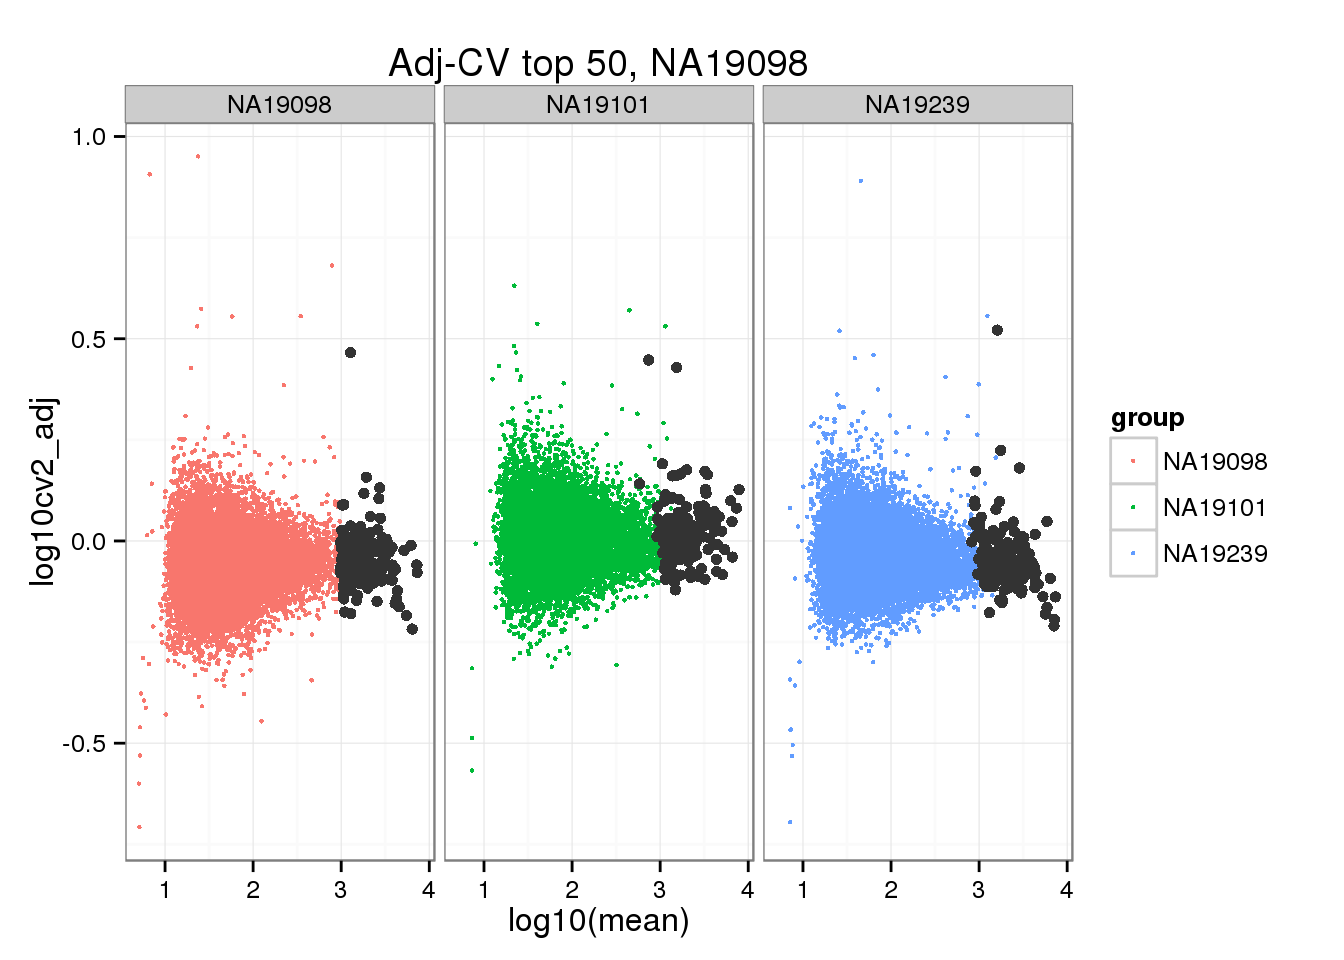 Adj-CV top 50, NA19098
NA19098 NA19101 NA19239
1.0
0.5
0.0
-0.5
log10cv2_adj
1 2 3 4 1 2 3 4 1 2 3 4
log10(mean)
group
NA19098
NA19101
NA19239